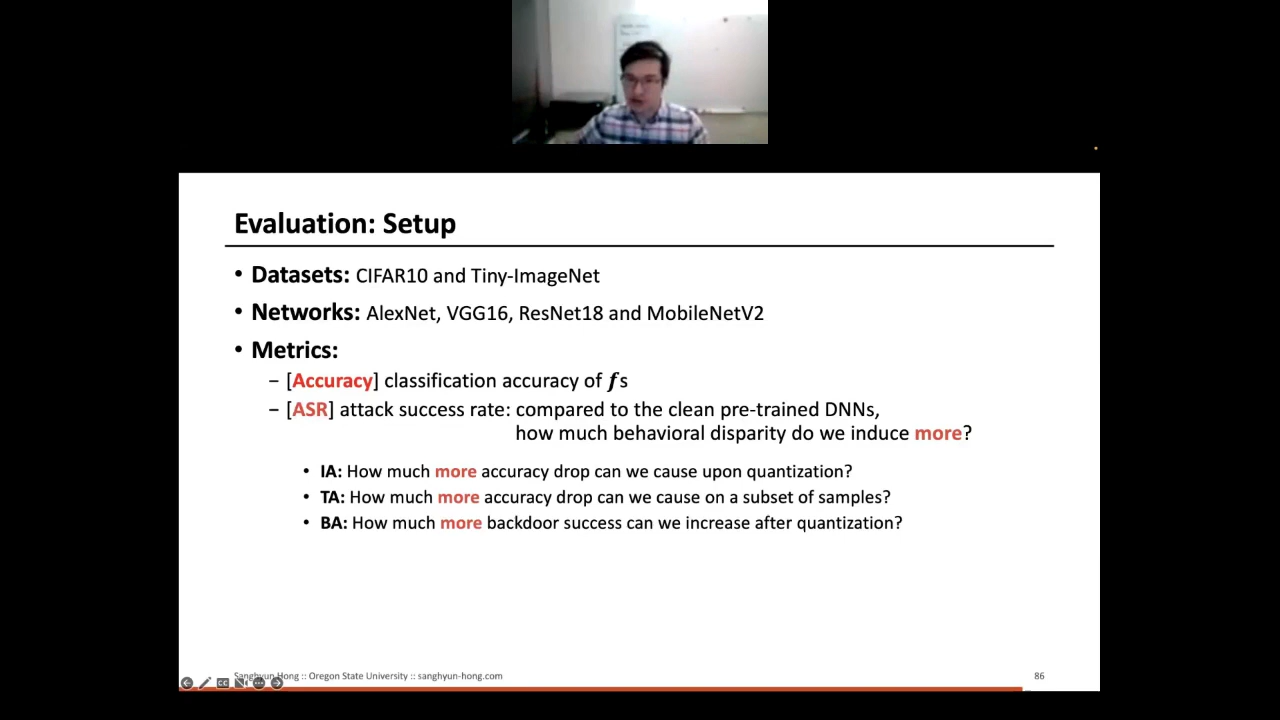 Evaluation: Setup
• Datasets: CIFAR10 and Tiny-ImageNet
• Networks: AlexNet, VGG16, ResNet18 and MobileNetV2
• Metrics:
– [Accuracy] classification accuracy of fs
– [ASR] attack success rate: compared to the clean pre-trained DNNs,
how much behavioral disparity do we induce more?
• IA: How much more accuracy drop can we cause upon quantization?
• TA: How much more accuracy drop can we cause on a subset of samples?
• BA: How much more backdoor success can we increase after quantization?
Sanghyun Hong :: Oregon State University :: sanghyun-hong.com
86